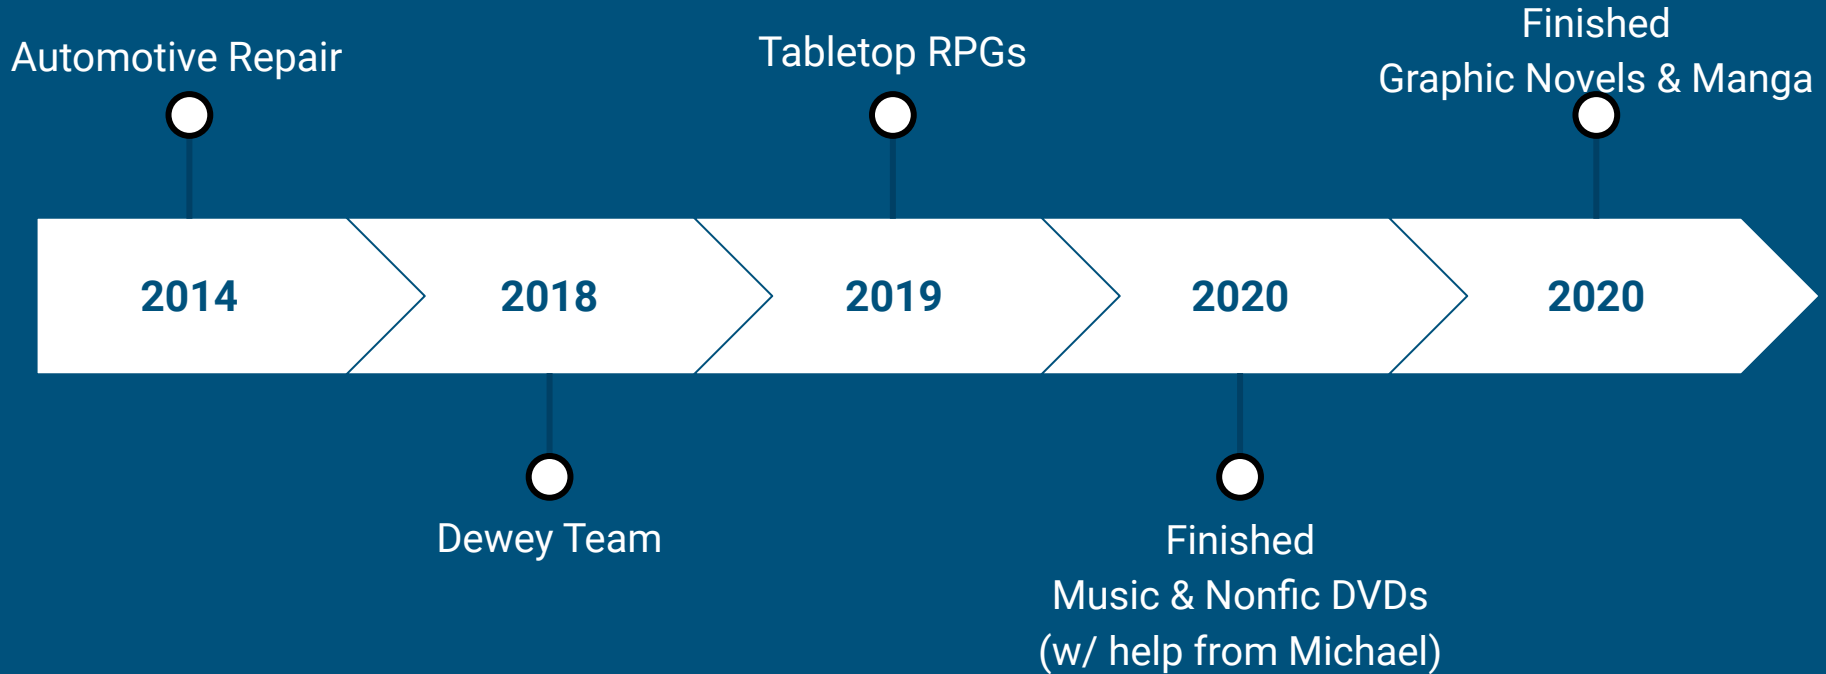 Automotive Repair
Tabletop RPGs
Finished
Graphic Novels & Manga
2014
2018
2019
2020
2020
Dewey Team
Finished
Music & Nonfic DVDs
(w/ help from Michael)